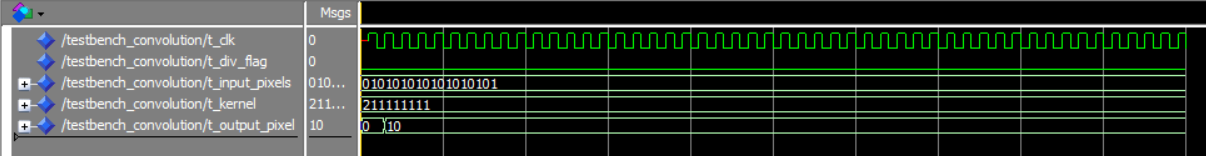 Msgs
/testbench_convolution/t_clk 0
/testbench_convolution/t_div_flag 0
/testbench_convolution/t_input_pixels 010... 010101010101010101
/testbench_convolution/t_kernel 211... 211111111
/testbench_convolution/t_output_pixel 10 0 10